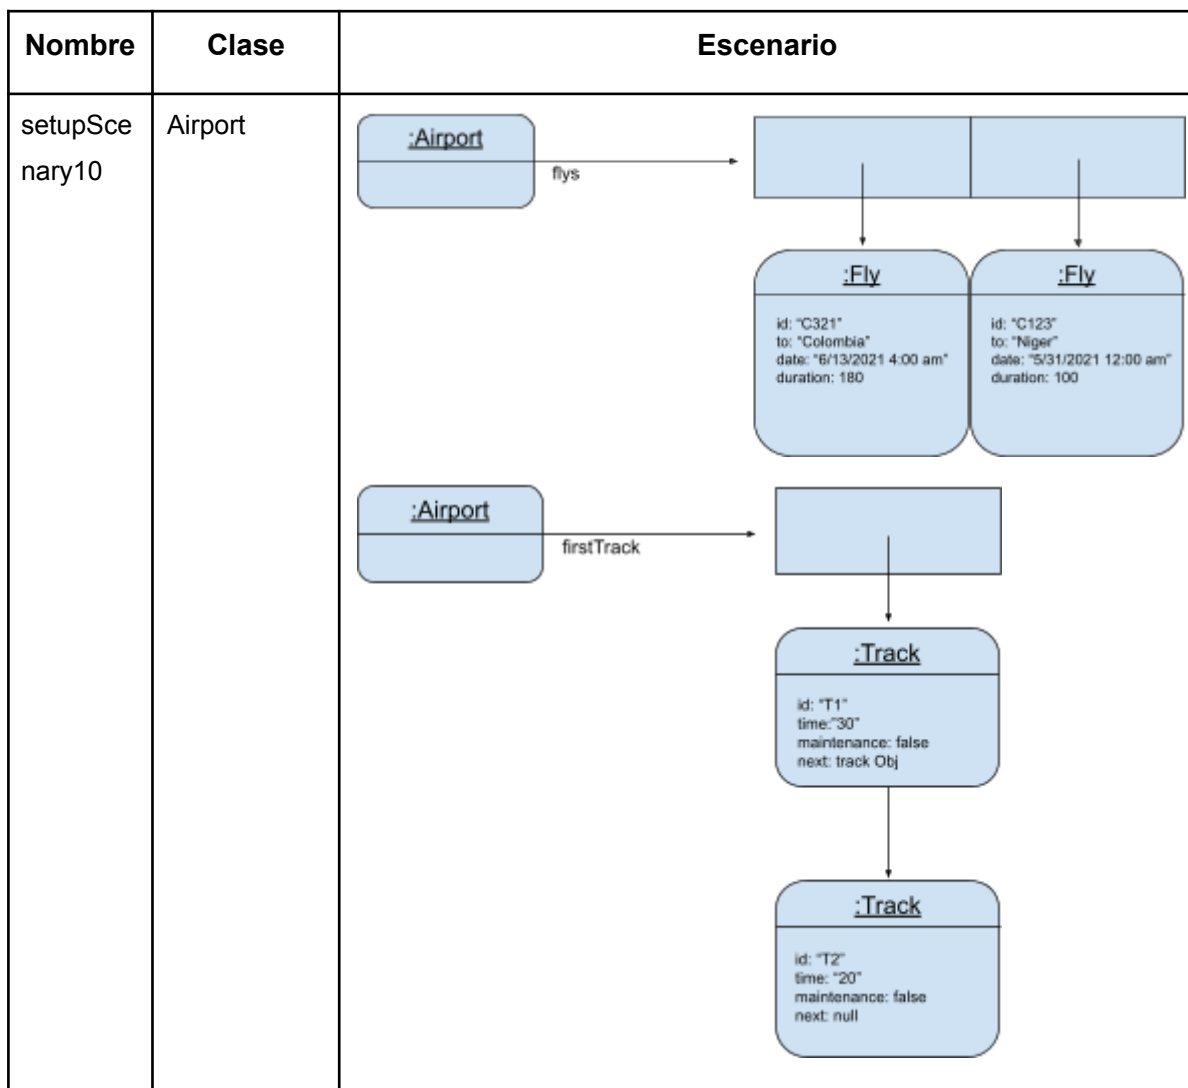 Nombre
Clase
Escenario
setupSce
nary10
Airport
:Airport
flys
:Fly
id: “C321”
to: “Colombia”
date: “6/13/2021 4:00 am”
duration: 180
:Fly
id: “C123”
to: “Niger”
date: “5/31/2021 12:00 am”
duration: 100
:Airport
firstTrack
:Track
id: “T1”
time:”30”
maintenance: false
next: track Obj
:Track
id: “T2”
time: “20”
maintenance: false
next: null